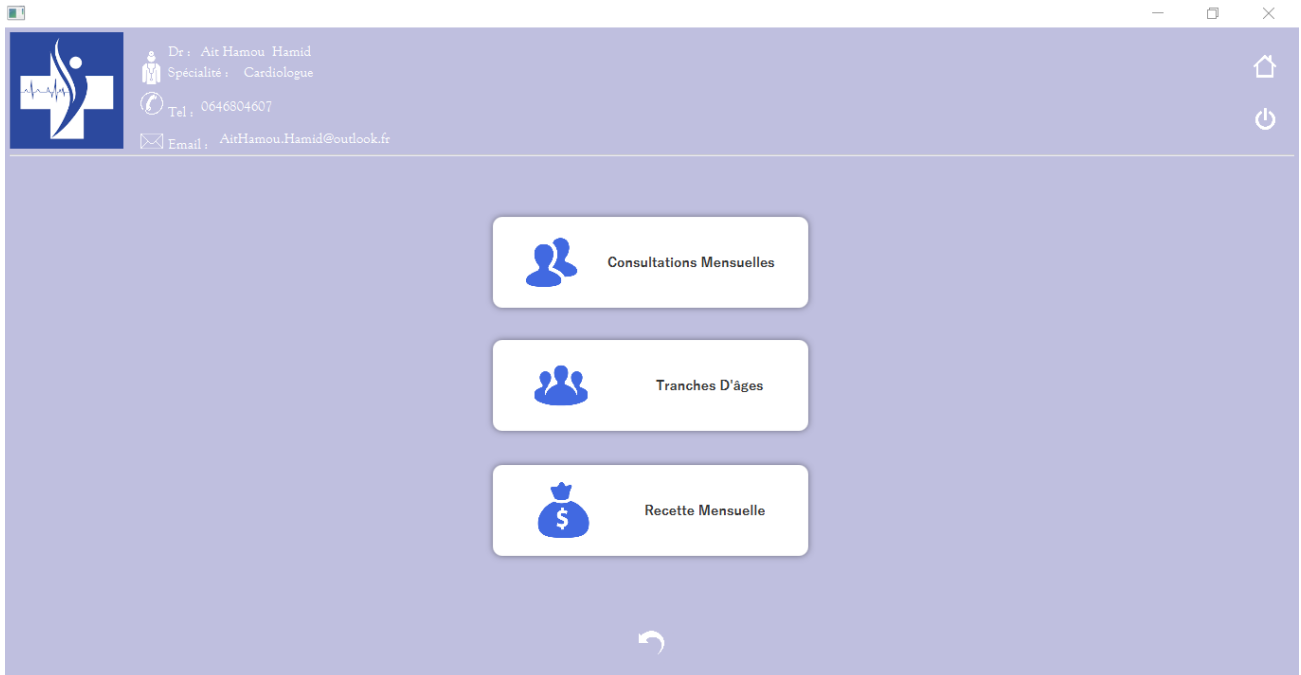 Dr : Ait Hamou Hamid
Spécialité : Cardiologue
Tel : 0646804607
Email : AitHamou.Hamid@outlook.fr
Consultations Mensuelles
Tranches D'âges
$
Recette Mensuelle